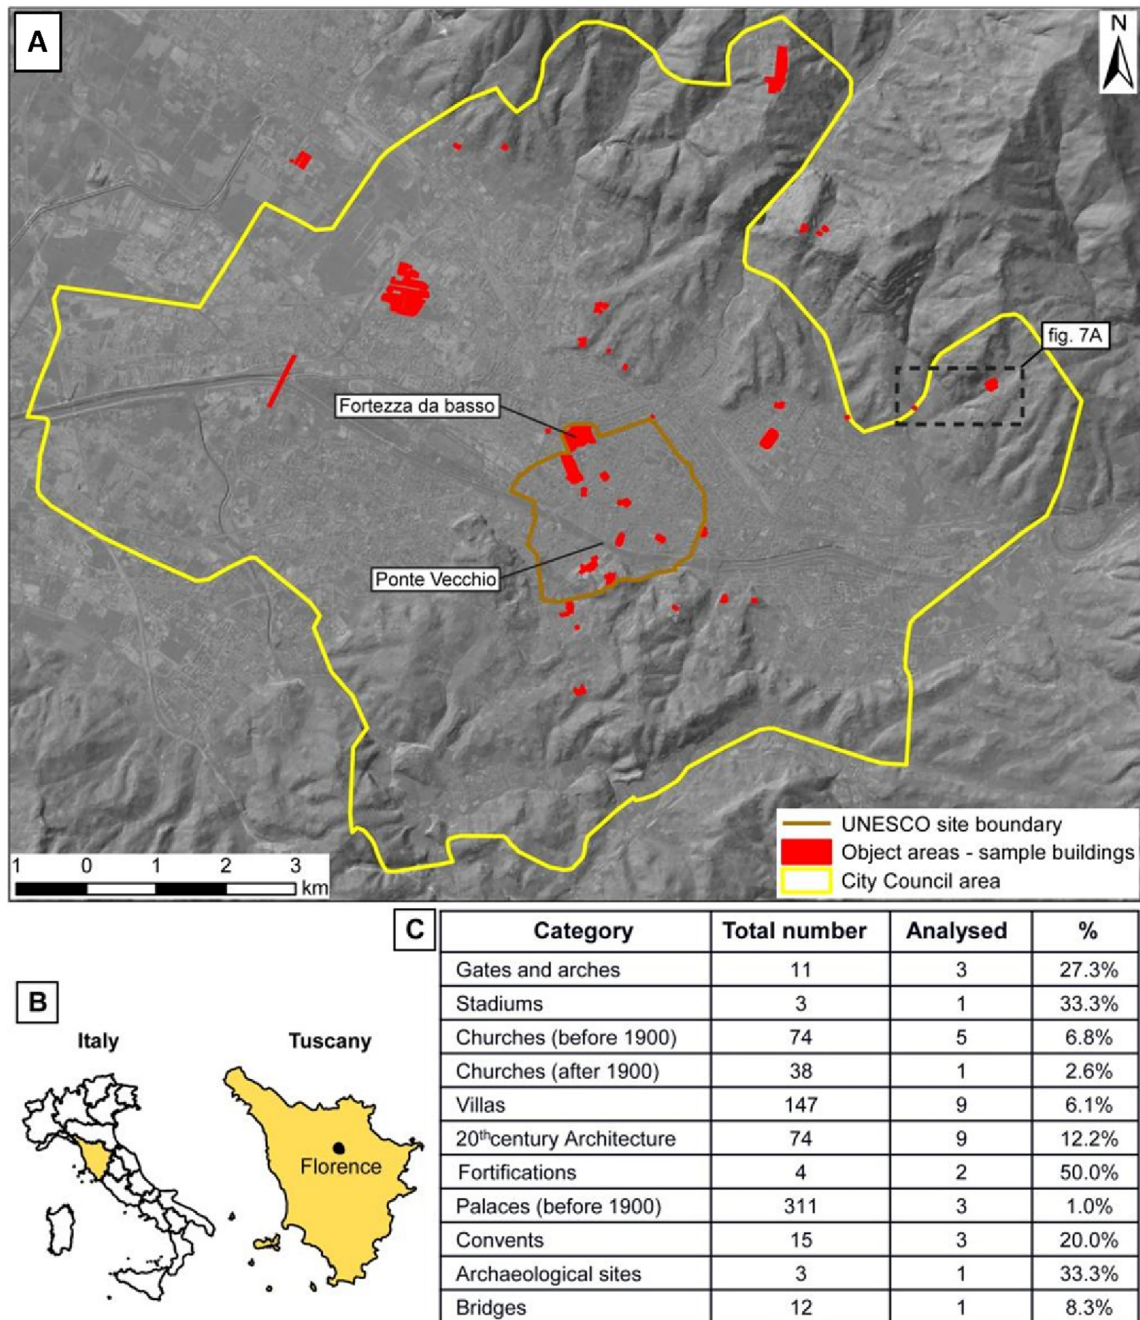 A
N
fig. 7A
Fortezza da basso
Ponte Vecchio
UNESCO site boundary
Object areas - sample buildings
City Council area
1 0 1 2 3
km
B
Italy
Tuscany
Florence
C
Category Total number Analysed %
Gates and arches 11 3 27.3%
Stadiums 3 1 33.3%
Churches (before 1900) 74 5 6.8%
Churches (after 1900) 38 1 2.6%
Villas 147 9 6.1%
20thcentury Architecture 74 9 12.2%
Fortifications 4 2 50.0%
Palaces (before 1900) 311 3 1.0%
Convents 15 3 20.0%
Archaeological sites 3 1 33.3%
Bridges 12 1 8.3%